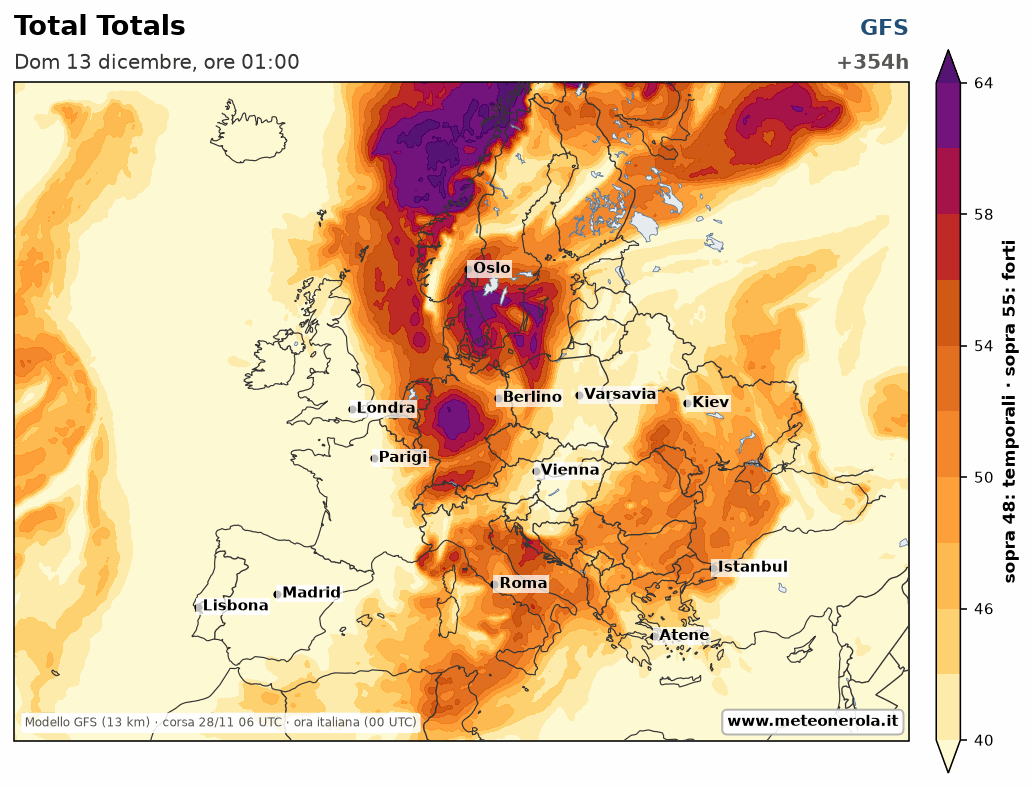 Total Totals
GFS
Dom 13 dicembre, ore 01:00
+354h
64
58
54
50
46
40
sopra 48: temporali · sopra 55: forti
Oslo
Londra
Berlino
Varsavia
Kiev
Parigi
Vienna
Istanbul
Roma
Madrid
Lisbona
Atene
Modello GFS (13 km) · corsa 28/11 06 UTC · ora italiana (00 UTC)
www.meteonerola.it